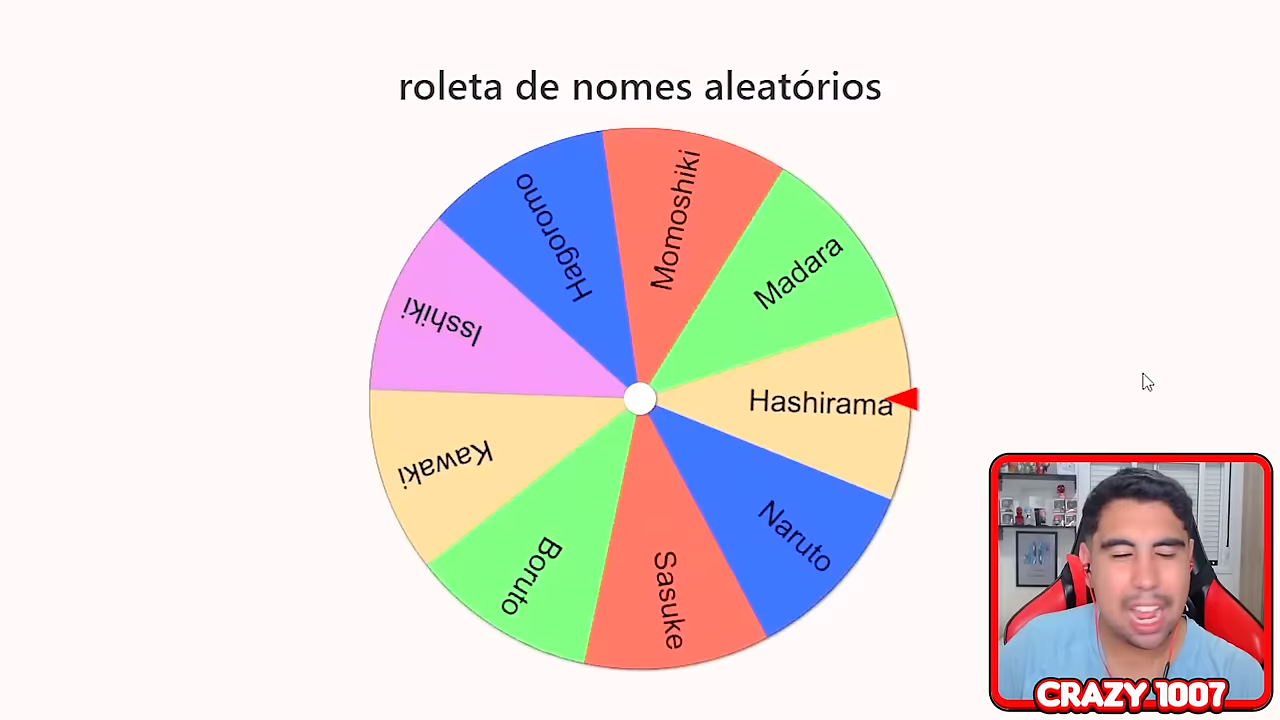 roleta de nomes aleatórios
Momoshiki
Madara
Hashirama
Naruto
Sasuke
Boruto
Kawaki
Isshiki
Hagoromo
CRAZY 1007